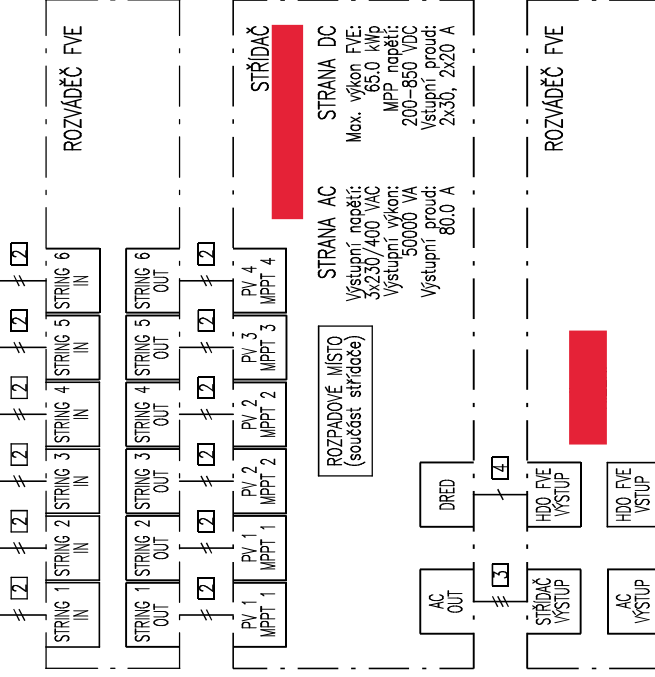 2
2
2
2
2
2
STRING 1
IN
STRING 2
IN
STRING 3
IN
STRING 4
IN
STRING 5
IN
STRING 6
IN
ROZVÁDĚČ FVE
STRING 1
OUT
STRING 2
OUT
STRING 3
OUT
STRING 4
OUT
STRING 5
OUT
STRING 6
OUT
2
2
2
2
2
2
PV 1
MPPT 1
PV 1
MPPT 1
PV 2
MPPT 2
PV 2
MPPT 2
PV 3
MPPT 3
PV 4
MPPT 4
STŘÍDAČ
ROZPADOVÉ MÍSTO
(součást střídače)
STRANA AC
Výstupní napětí:
3x230/400 VAC
Výstupní výkon:
50000 VA
Výstupní proud:
80.0 A
STRANA DC
Max. výkon FVE:
65.0 kWp
MPP napětí:
200-850 VDC
Vstupní proud:
2x30, 2x20 A
AC
OUT
DRED
3
4
STŘÍDAČ
VÝSTUP
HDO FVE
VÝSTUP
ROZVÁDĚČ FVE
AC
VÝSTUP
HDO FVE
VSTUP